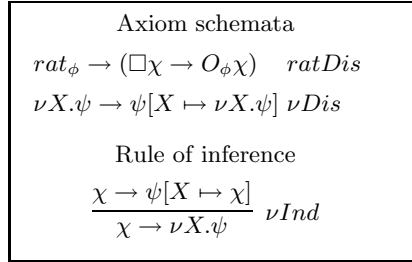 Axiom schemata
rat_ϕ → (□χ → O_ϕχ) ratDis
νX.ψ → ψ[X ↦ νX.ψ] νDis
Rule of inference
χ → ψ[X ↦ χ]
χ → νX.ψ
νInd